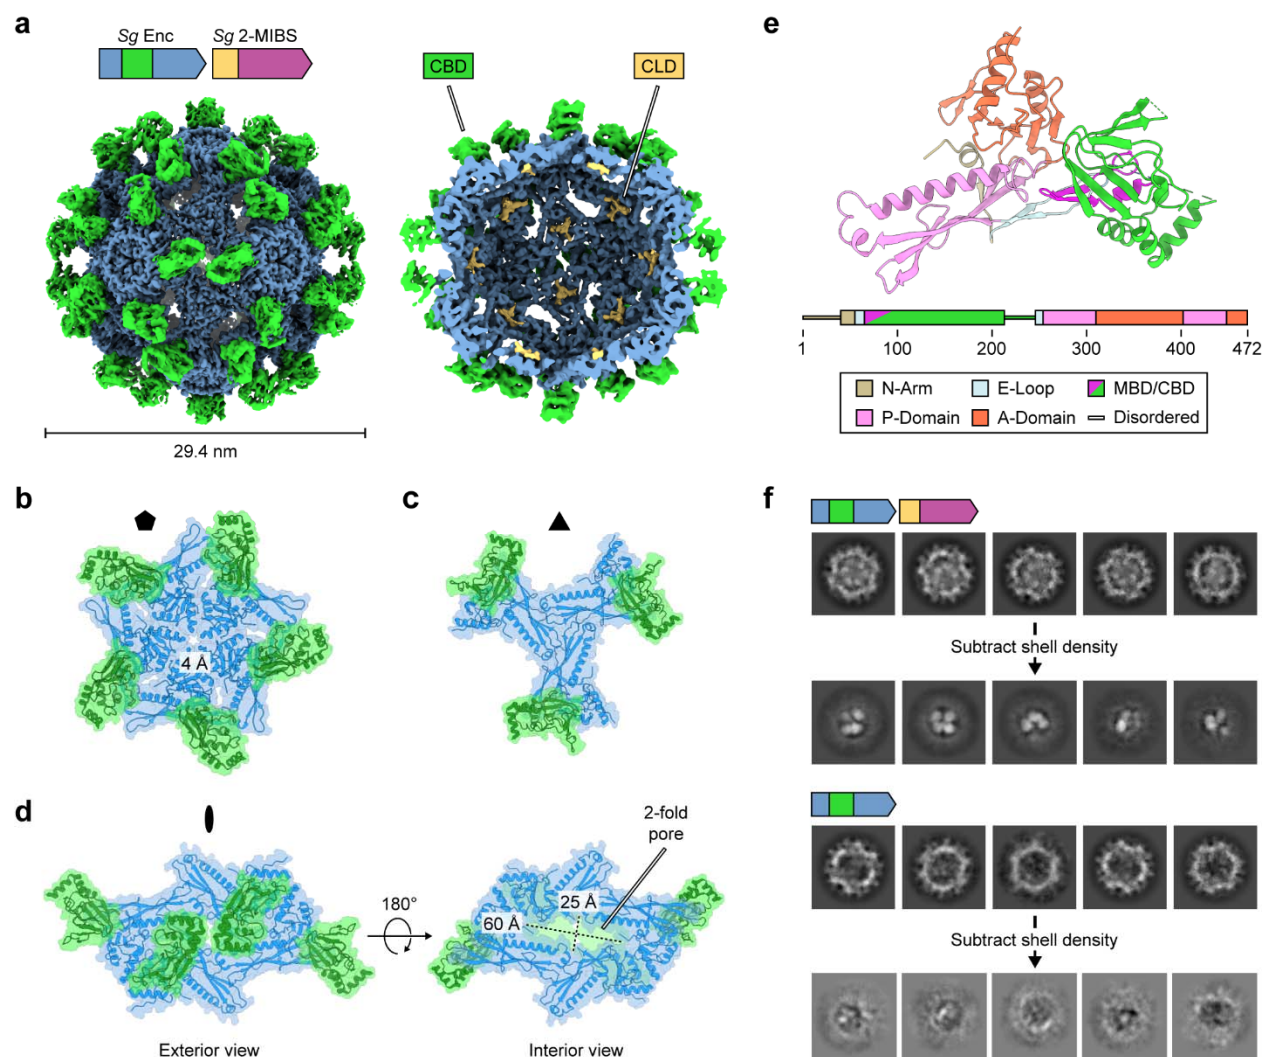 a
Sg Enc
Sg 2-MIBS
CBD
CLD
29.4 nm
b
4 Å
c
d
180°
2-fold
pore
25 Å
60 Å
Exterior view
Interior view
e
1
100
200
300
400
472
N-Arm
E-Loop
MBD/CBD
P-Domain
A-Domain
Disordered
f
Subtract shell density
Subtract shell density